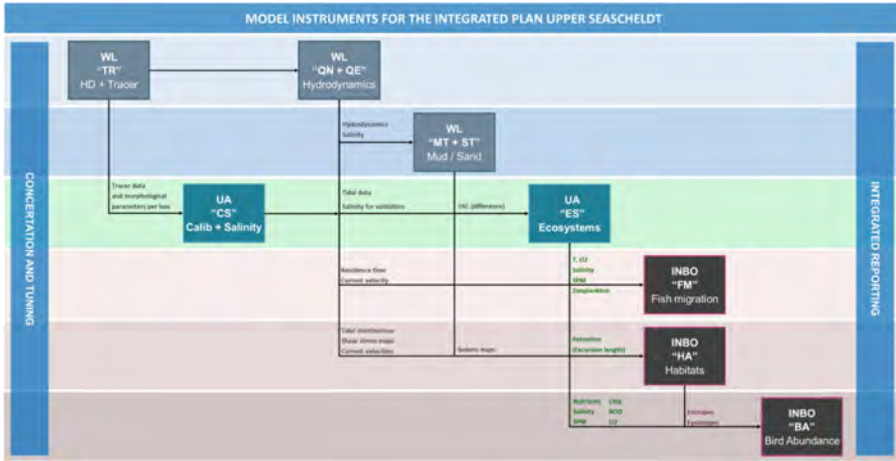 MODEL INSTRUMENTS FOR THE INTEGRATED PLAN UPPER SEASCHELDT
CONCERTATION AND TUNING
INTEGRATED REPORTING
WL
"TR"
HD + Tracer
WL
"QN + QE"
Hydrodynamics
Hydrodynamics
Salinity
WL
"MT + ST"
Mud / Sand
Tracer data
and morphological
parameters per box
UA
"CS"
Calib + Salinity
Tidal data
Salinity for validation
(difference)
UA
"ES"
Ecosystems
Residence time
Current velocity
T, O2
Salinity
SPM
Zooplankton
INBO
"FM"
Fish migration
Shear stress maps
Current velocities
maps
(Excursion length)
INBO
"HA"
Habitats
Nutrients
Salinity
SPM
O2
Ecotopes
INBO
"BA"
Bird Abundance